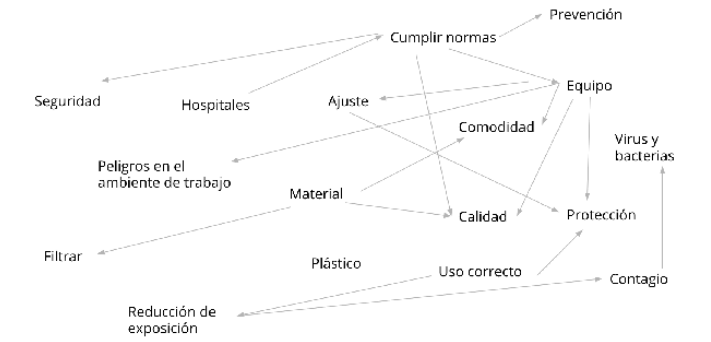 Prevención
Cumplir normas
Equipo
Seguridad
Hospitales
Ajuste
Comodidad
Virus y
bacterias
Peligros en el
ambiente de trabajo
Material
Calidad
Protección
Filtrar
Plástico
Uso correcto
Contagio
Reducción de
exposición